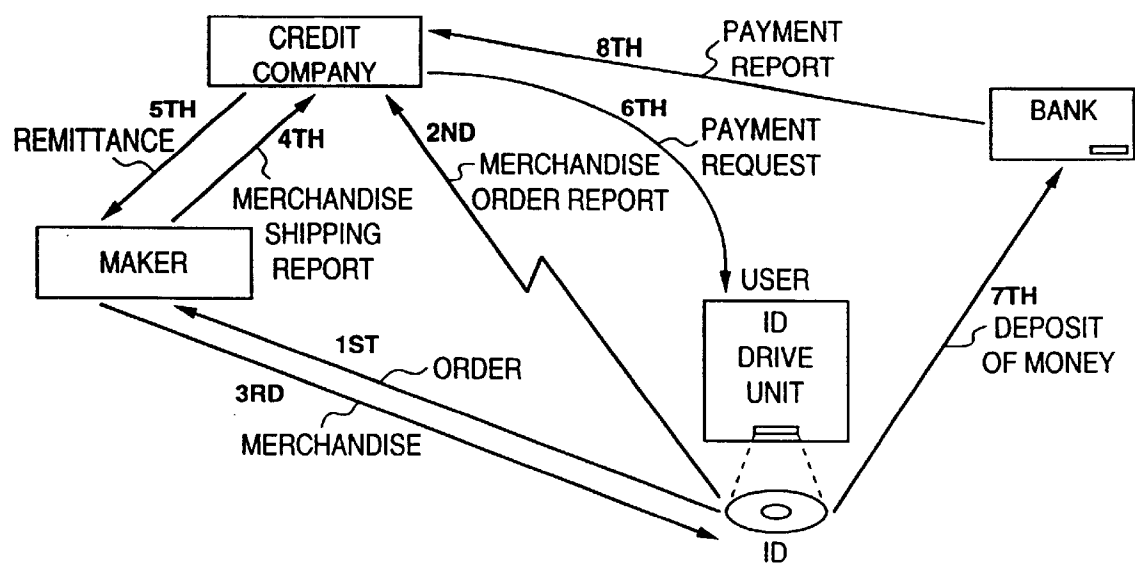 CREDIT
COMPANY
8TH
PAYMENT
REPORT
BANK
5TH
REMITTANCE
4TH
MERCHANDISE
SHIPPING
REPORT
2ND
MERCHANDISE
ORDER REPORT
6TH
PAYMENT
REQUEST
MAKER
USER
ID
DRIVE
UNIT
7TH
DEPOSIT
OF MONEY
1ST
ORDER
3RD
MERCHANDISE
ID